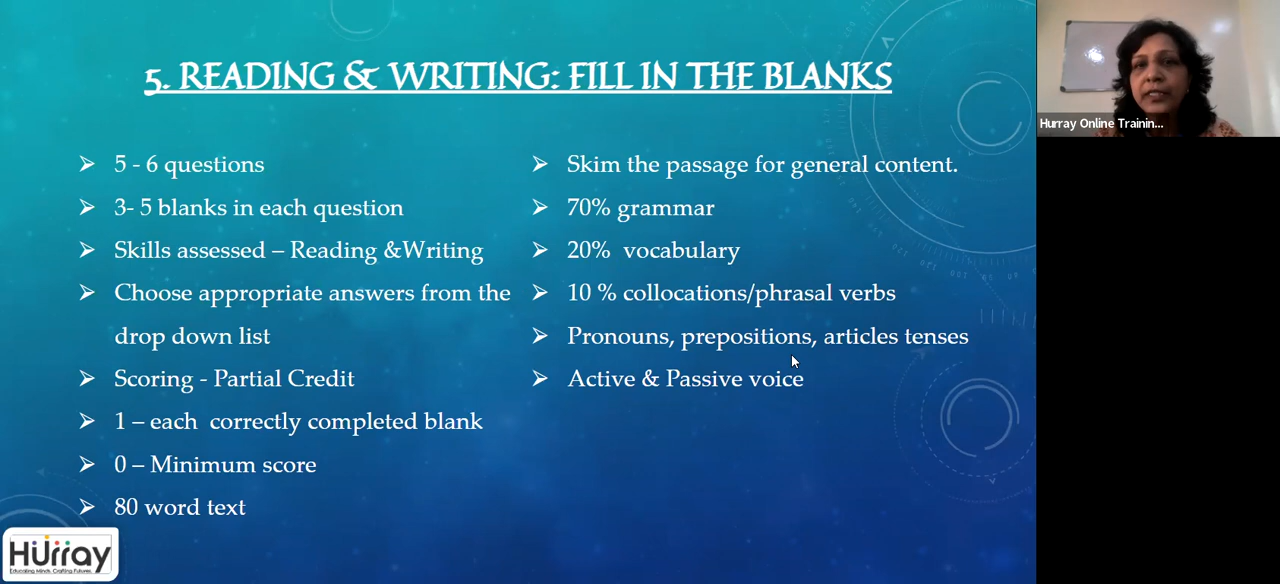 5. READING & WRITING: FILL IN THE BLANKS
5 - 6 questions
3- 5 blanks in each question
Skills assessed – Reading &Writing
Choose appropriate answers from the
drop down list
Scoring - Partial Credit
1 – each  correctly completed blank
0 – Minimum score
80 word text
Skim the passage for general content.
70% grammar
20%  vocabulary
10 % collocations/phrasal verbs
Pronouns, prepositions, articles tenses
Active & Passive voice
Hurray Online Trainin...
Hurray
Educating Minds. Crafting Futures.